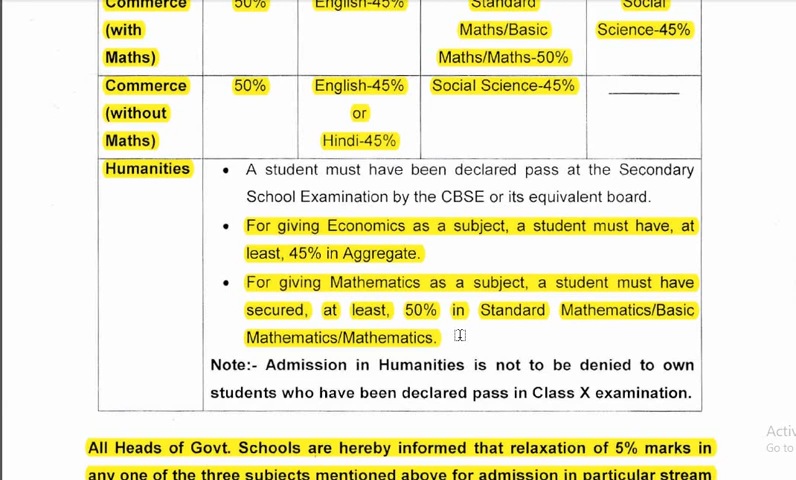 Commerce 50% English-45% Standard Social
(with Maths/Basic Science-45%
Maths) Maths/Maths-50%
Commerce 50% English-45% Social Science-45%
(without or
Maths) Hindi-45%
Humanities • A student must have been declared pass at the Secondary
School Examination by the CBSE or its equivalent board.
• For giving Economics as a subject, a student must have, at
least, 45% in Aggregate.
• For giving Mathematics as a subject, a student must have
secured, at least, 50% in Standard Mathematics/Basic
Mathematics/Mathematics.
Note:- Admission in Humanities is not to be denied to own
students who have been declared pass in Class X examination.
All Heads of Govt. Schools are hereby informed that relaxation of 5% marks in
any one of the three subjects mentioned above for admission in particular stream
Activ
Go to